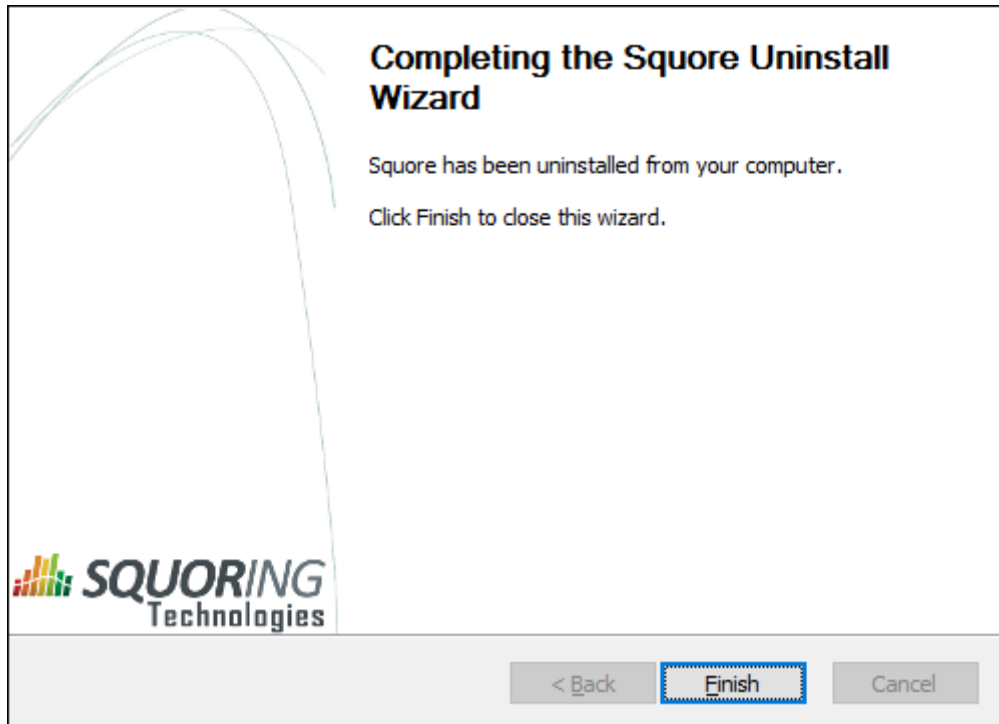 Completing the Squore Uninstall
Wizard
Squore has been uninstalled from your computer.
Click Finish to close this wizard.
SQUORING
Technologies
< Back
Finish
Cancel